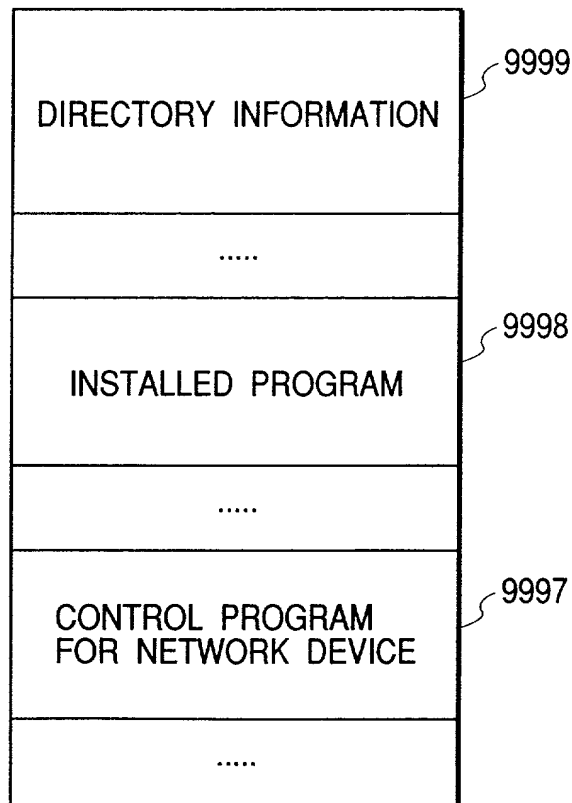 9999
DIRECTORY INFORMATION
.....
9998
INSTALLED PROGRAM
.....
9997
CONTROL PROGRAM
FOR NETWORK DEVICE
.....